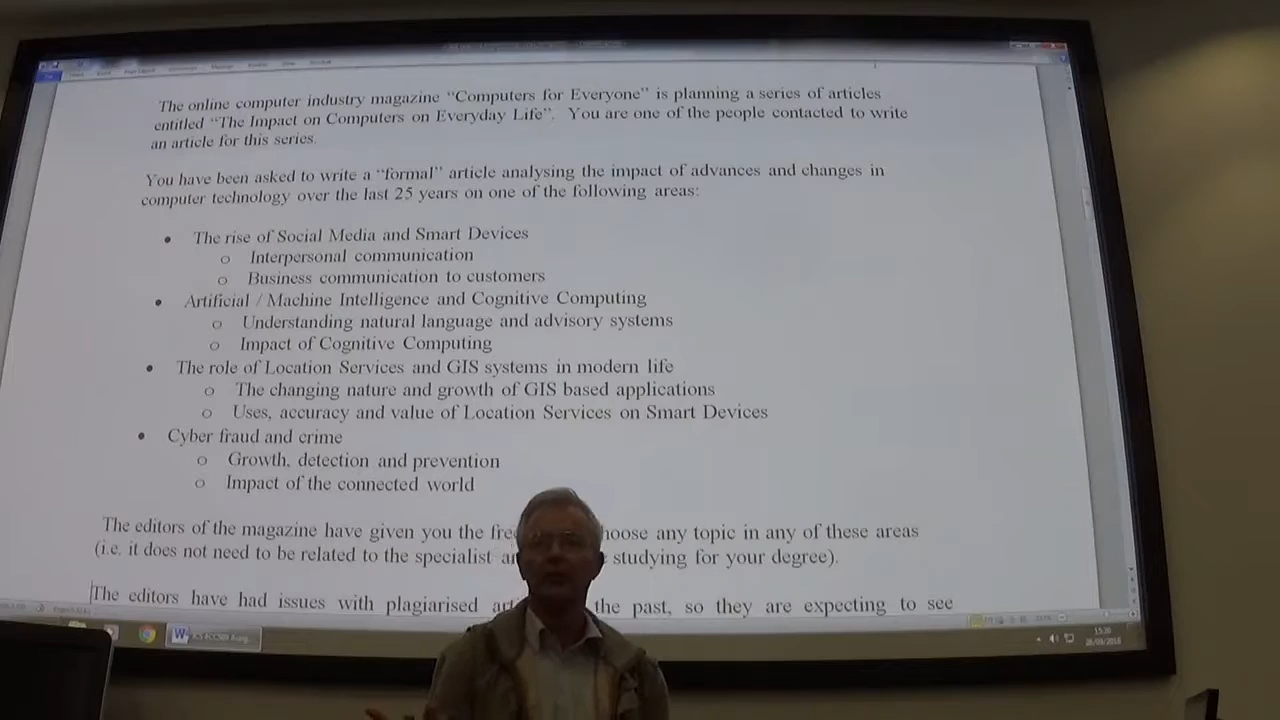 The online computer industry magazine “Computers for Everyone” is planning a series of articles
entitled “The Impact on Computers on Everyday Life”. You are one of the people contacted to write
an article for this series.
You have been asked to write a “formal” article analysing the impact of advances and changes in
computer technology over the last 25 years on one of the following areas:
• The rise of Social Media and Smart Devices
o Interpersonal communication
o Business communication to customers
• Artificial / Machine Intelligence and Cognitive Computing
o Understanding natural language and advisory systems
o Impact of Cognitive Computing
• The role of Location Services and GIS systems in modern life
o The changing nature and growth of GIS based applications
o Uses, accuracy and value of Location Services on Smart Devices
• Cyber fraud and crime
o Growth, detection and prevention
o Impact of the connected world
The editors of the magazine have given you the hoose any topic in any of these areas
(i.e. it does not need to be related to the specialist studying for your degree).
The editors have had issues with plagiarised the past, so they are expecting to see
15:20